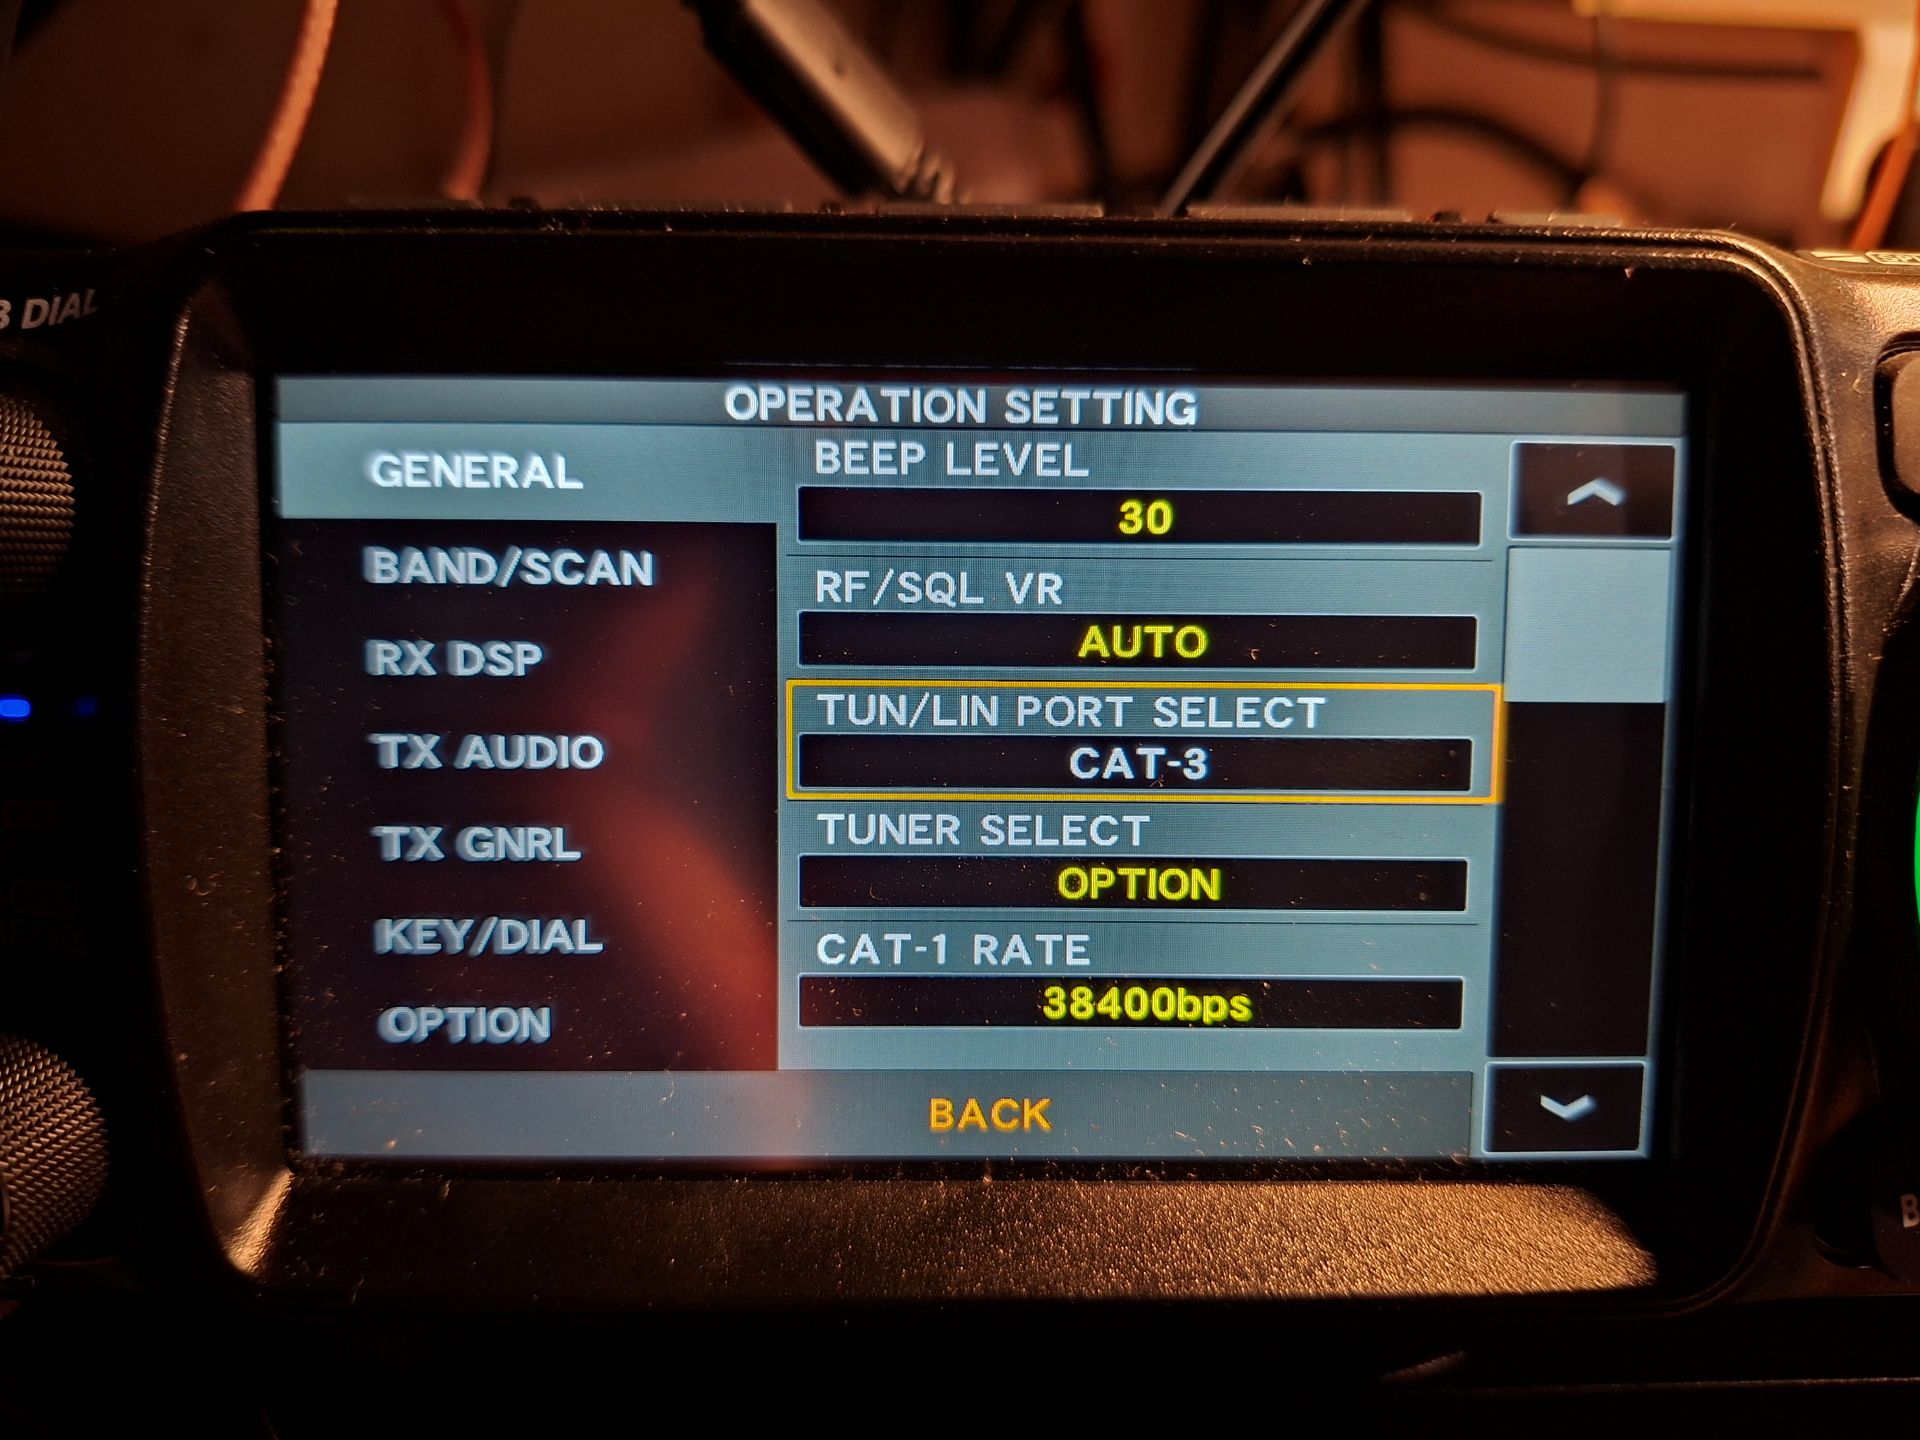 DIAL
OPERATION SETTING
GENERAL
BAND/SCAN
RX DSP
TX AUDIO
TX GNRL
KEY/DIAL
OPTION
BEEP LEVEL
30
RF/SQL VR
AUTO
TUN/LIN PORT SELECT
CAT-3
TUNER SELECT
OPTION
CAT-1 RATE
38400bps
BACK